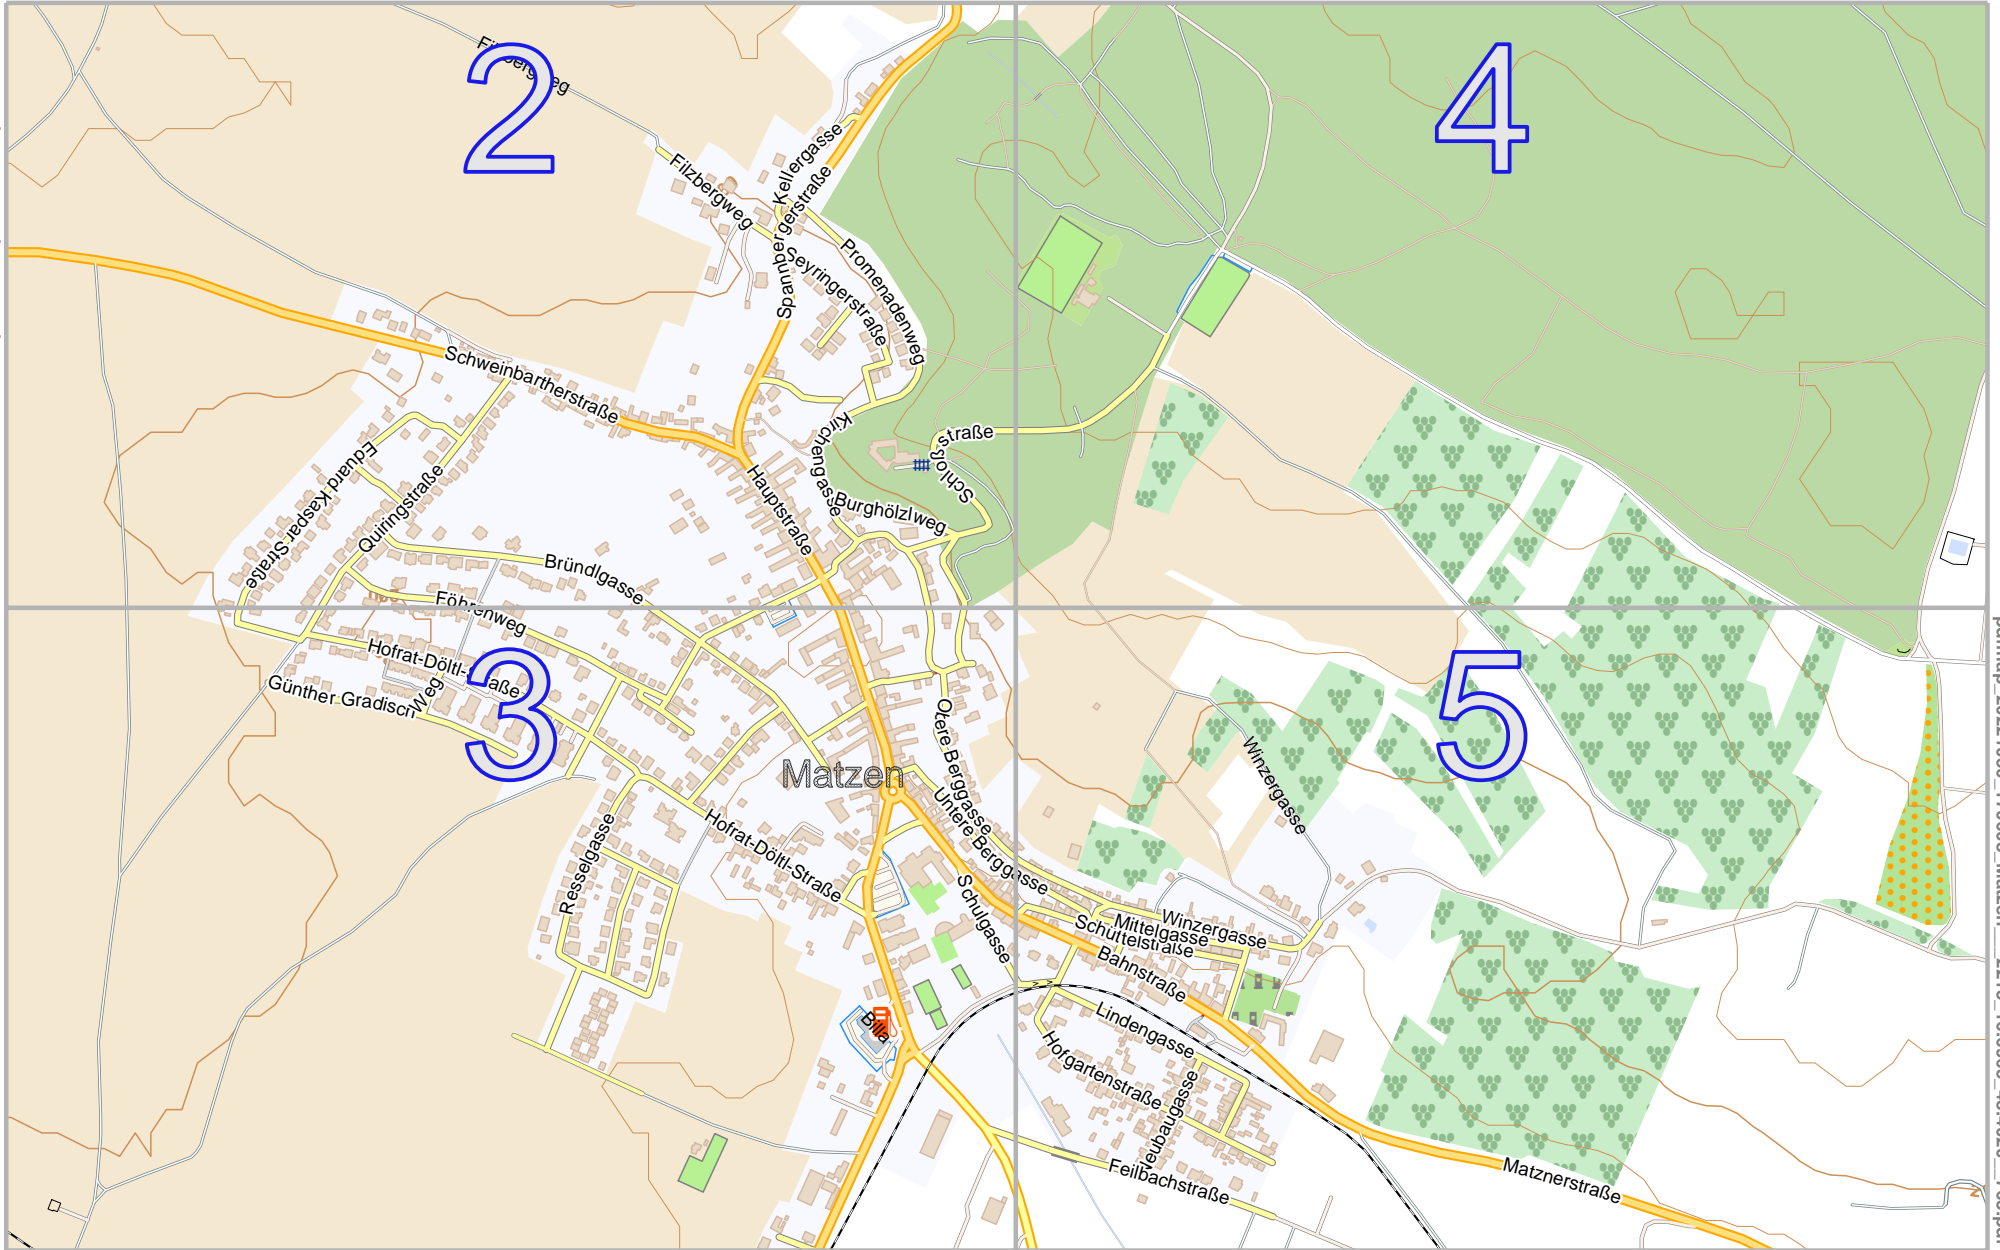 2
4
Filzbergweg
Kellergasse
Filzbergweg
Spannbergerstraße
Promenadenweg
Seyringerstraße
Schweinbartherstraße
Kirchengasse
Schloßstraße
Eduard Kaspar Straße
Quiringstraße
Hauptstraße
Burghölzlweg
Bründlgasse
Föhrenweg
3
5
Hofrat-Döltl-Straße
Günther Gradisch Weg
Obere Berggasse
Winzergasse
Matzen
Untere Berggasse
Hofrat-Döltl-Straße
Resselgasse
Schulgasse
Winzergasse
Mittelgasse
Schüttelstraße
Bahnstraße
Billa
Lindengasse
Hofgartenstraße
Neubaugasse
Feilbachstraße
Matznerstraße